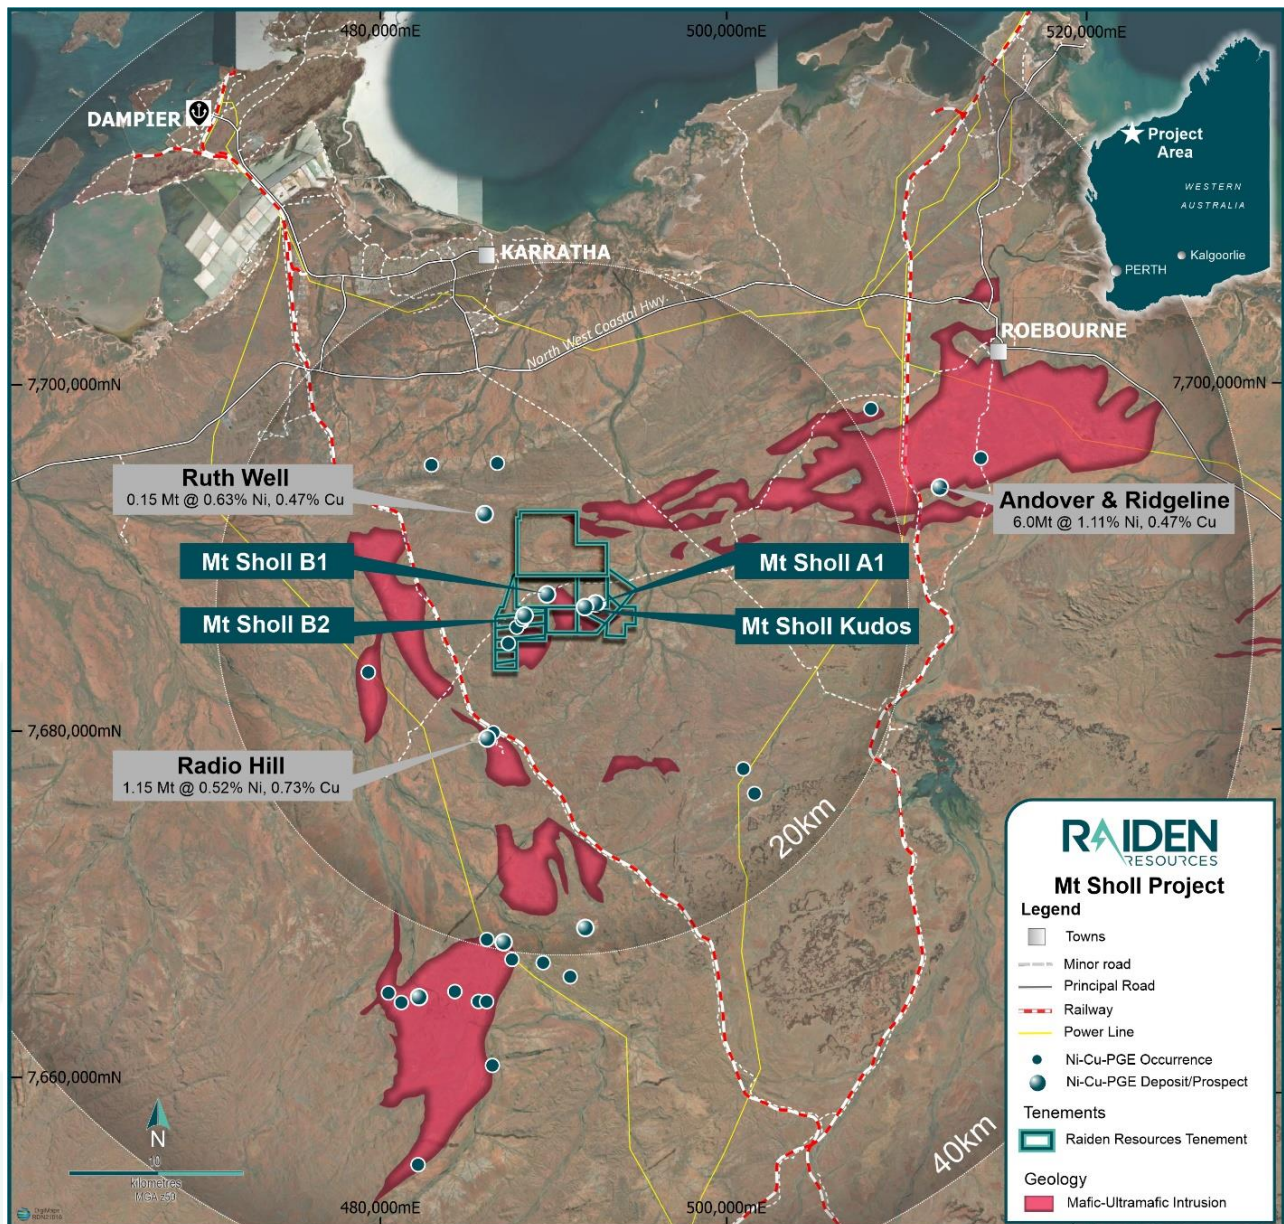 480,000mE
500,000mE
520,000mE
DAMPIER
Project
Area
WESTERN
AUSTRALIA
Kalgoorlie
PERTH
KARRATHA
North West Coastal Hwy.
ROEBOURNE
7,700,000mN
7,700,000mN
Ruth Well
0.15 Mt @ 0.63% Ni, 0.47% Cu
Andover & Ridgeline
6.0Mt @ 1.11% Ni, 0.47% Cu
Mt Sholl B1
Mt Sholl A1
Mt Sholl B2
Mt Sholl Kudos
7,680,000mN
Radio Hill
1.15 Mt @ 0.52% Ni, 0.73% Cu
20km
RAIDEN
RESOURCES
Mt Sholl Project
Legend
Towns
Minor road
Principal Road
Railway
Power Line
Ni-Cu-PGE Occurrence
Ni-Cu-PGE Deposit/Prospect
Tenements
Raiden Resources Tenement
Geology
Mafic-Ultramafic Intrusion
7,660,000mN
40km
N
10
kilometres
MGA z50
DigiMaps
480,000mE
500,000mE